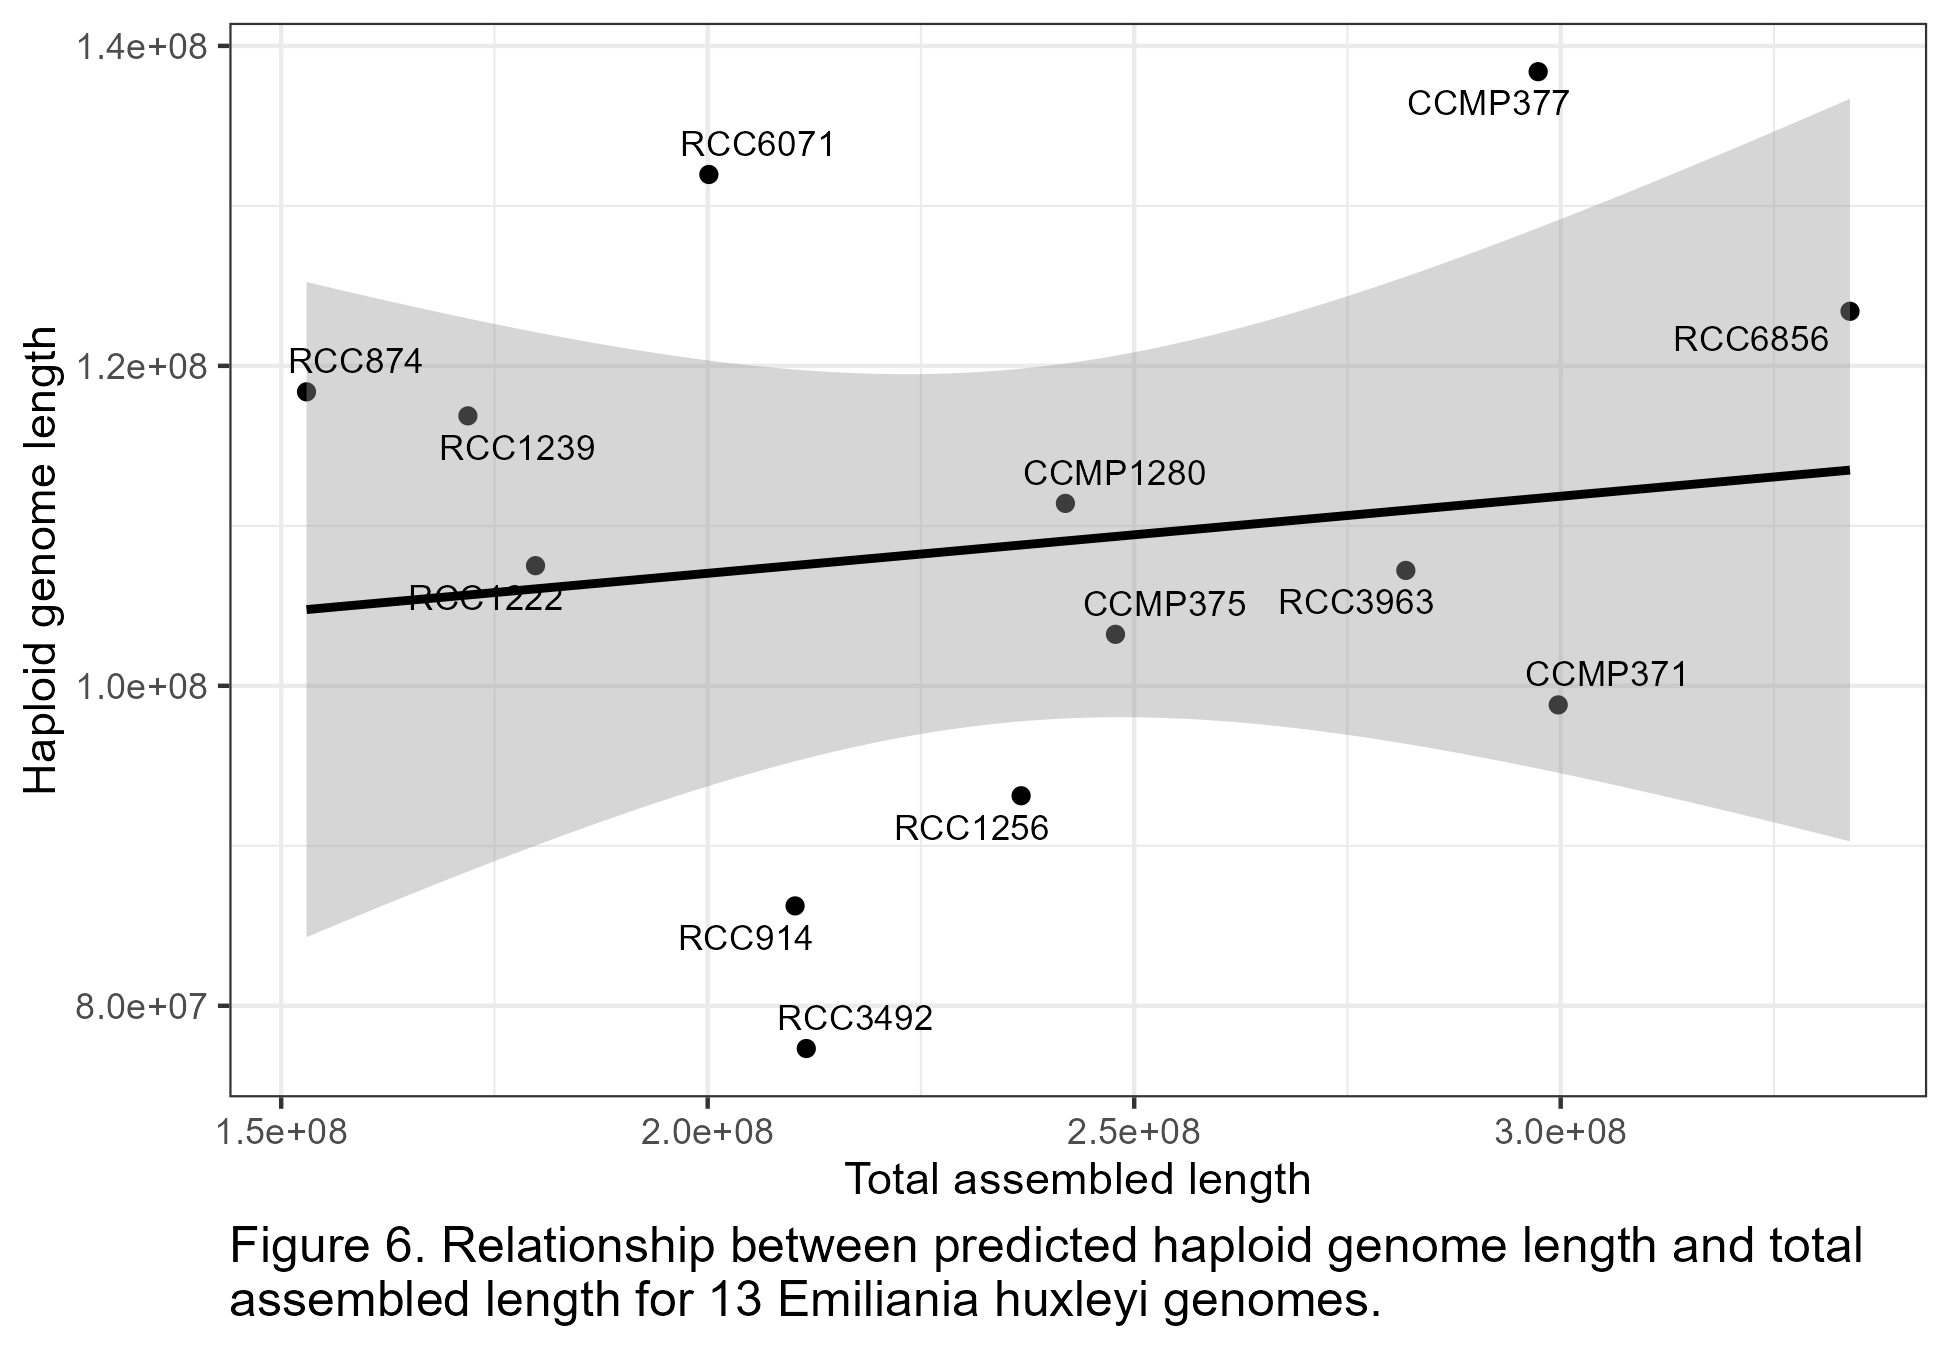 1.4e+08
CCMP377
RCC6071
RCC6856
RCC874
1.2e+08
RCC1239
CCMP1280
RCC1222
CCMP375
RCC3963
CCMP371
1.0e+08
RCC1256
RCC914
RCC3492
8.0e+07
Haploid genome length
1.5e+08 2.0e+08 2.5e+08 3.0e+08
Total assembled length
Figure 6. Relationship between predicted haploid genome length and total
assembled length for 13 Emiliania huxleyi genomes.